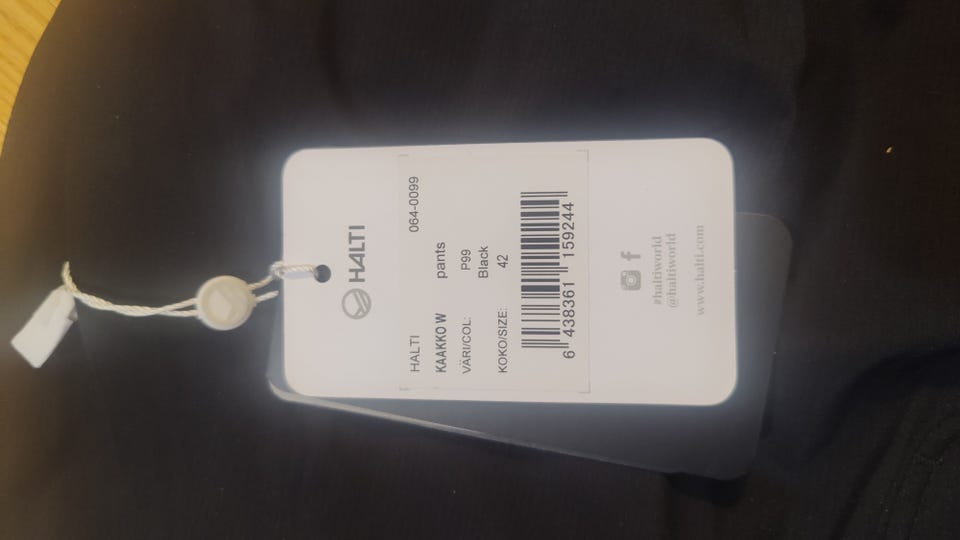 HALTI
HALTI 064-0099
KAAKKO W pants
VÄRI/COL: P99
Black
KOKO/SIZE: 42
6 438361 159244
#haltiworld
@haltiworld
www.halti.com